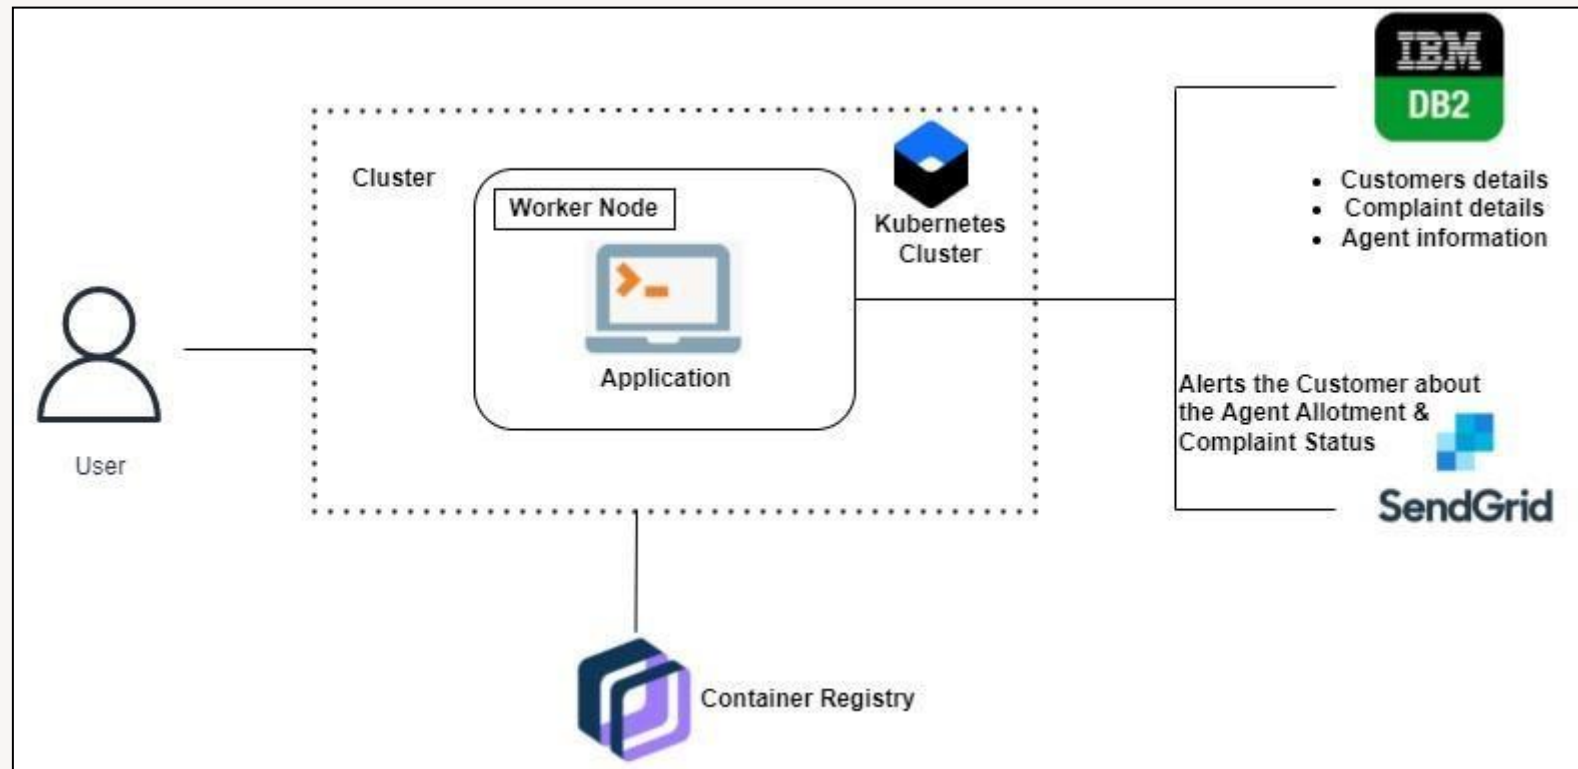 IBM
DB2
Cluster
Worker Node
Kubernetes
Cluster
• Customers details
• Complaint details
• Agent information
Application
Alerts the Customer about
the Agent Allotment &
Complaint Status
User
SendGrid
Container Registry